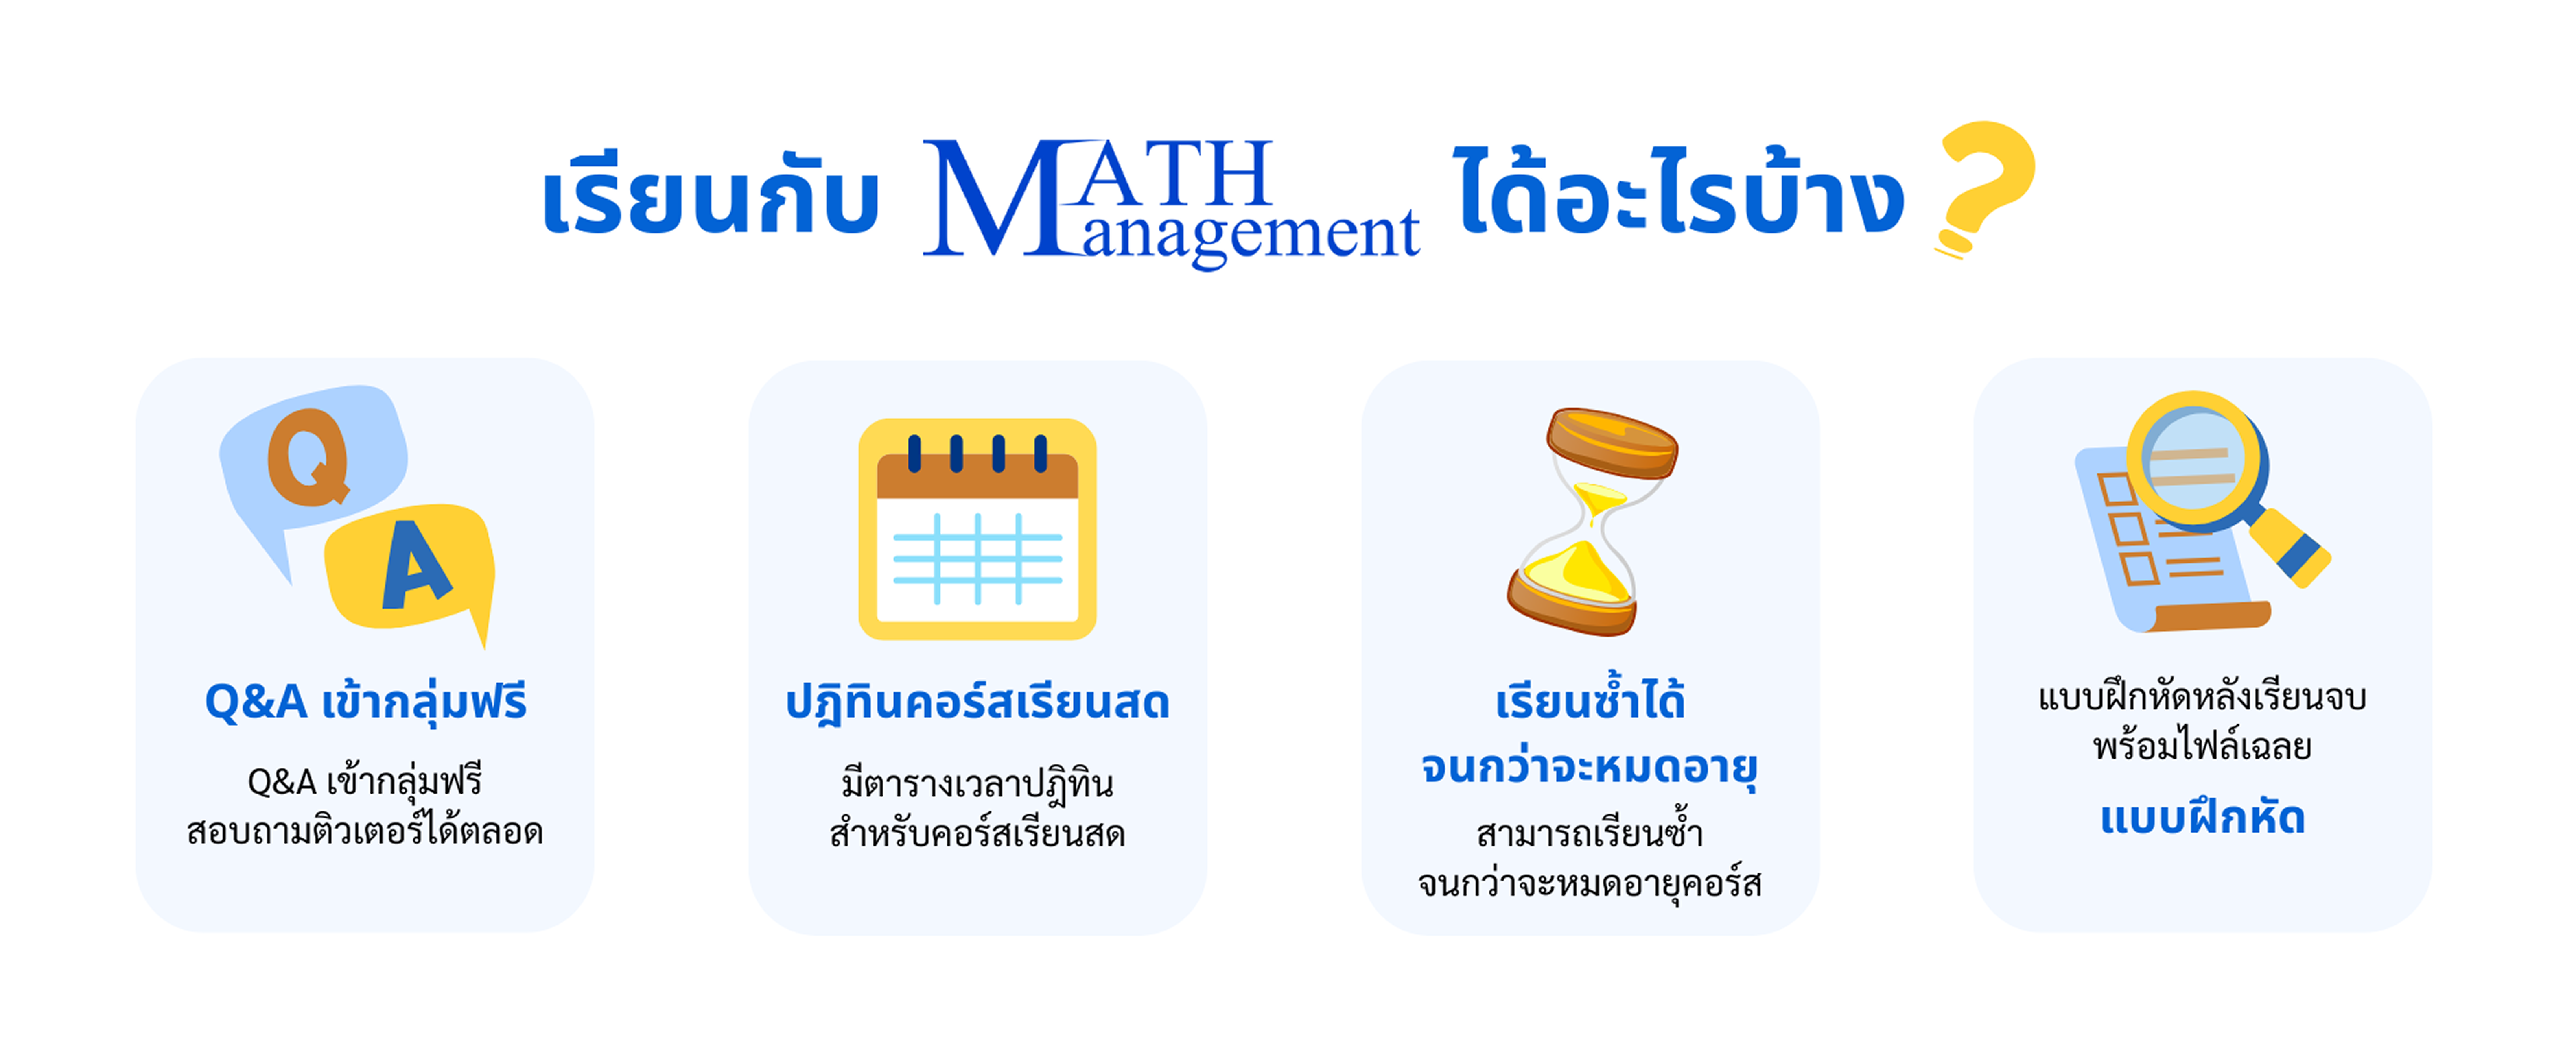 เรียนกับ MATH Management ได้อะไรบ้าง?
Q
A
Q&A เข้ากลุ่มฟรี
Q&A เข้ากลุ่มฟรี
สอบถามติวเตอร์ได้ตลอด
ปฎิทินคอร์สเรียนสด
มีตารางเวลาปฎิทิน
สำหรับคอร์สเรียนสด
เรียนซ้ำได้
จนกว่าจะหมดอายุ
สามารถเรียนซ้ำ
จนกว่าจะหมดอายุคอร์ส
แบบฝึกหัดหลังเรียนจบ
พร้อมไฟล์เฉลย
แบบฝึกหัด